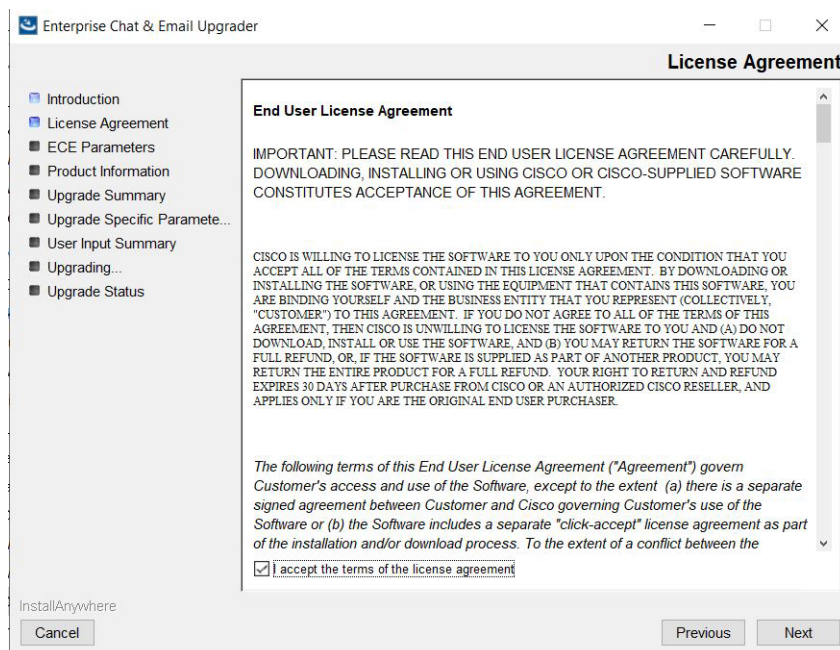 Enterprise Chat & Email Upgrader
License Agreement
Introduction
License Agreement
ECE Parameters
Product Information
Upgrade Summary
Upgrade Specific Paramete...
User Input Summary
Upgrading...
Upgrade Status
End User License Agreement
IMPORTANT: PLEASE READ THIS END USER LICENSE AGREEMENT CAREFULLY.
DOWNLOADING, INSTALLING OR USING CISCO OR CISCO-SUPPLIED SOFTWARE
CONSTITUTES ACCEPTANCE OF THIS AGREEMENT.
CISCO IS WILLING TO LICENSE THE SOFTWARE TO YOU ONLY UPON THE CONDITION THAT YOU
ACCEPT ALL OF THE TERMS CONTAINED IN THIS LICENSE AGREEMENT. BY DOWNLOADING OR
INSTALLING THE SOFTWARE, OR USING THE EQUIPMENT THAT CONTAINS THIS SOFTWARE, YOU
ARE BINDING YOURSELF AND THE BUSINESS ENTITY THAT YOU REPRESENT (COLLECTIVELY,
"CUSTOMER") TO THIS AGREEMENT. IF YOU DO NOT AGREE TO ALL OF THE TERMS OF THIS
AGREEMENT, THEN CISCO IS UNWILLING TO LICENSE THE SOFTWARE TO YOU AND (A) DO NOT
DOWNLOAD, INSTALL OR USE THE SOFTWARE, AND (B) YOU MAY RETURN THE SOFTWARE FOR A
FULL REFUND, OR, IF THE SOFTWARE IS SUPPLIED AS PART OF ANOTHER PRODUCT, YOU MAY
RETURN THE ENTIRE PRODUCT FOR A FULL REFUND. YOUR RIGHT TO RETURN AND REFUND
EXPIRES 30 DAYS AFTER PURCHASE FROM CISCO OR AN AUTHORIZED CISCO RESELLER, AND
APPLIES ONLY IF YOU ARE THE ORIGINAL END USER PURCHASER.
The following terms of this End User License Agreement ("Agreement") govern
Customer's access and use of the Software, except to the extent (a) there is a separate
signed agreement between Customer and Cisco governing Customer's use of the
Software or (b) the Software includes a separate "click-accept" license agreement as part
of the installation and/or download process. To the extent of a conflict between the
I accept the terms of the license agreement
InstallAnywhere
Cancel
Previous
Next